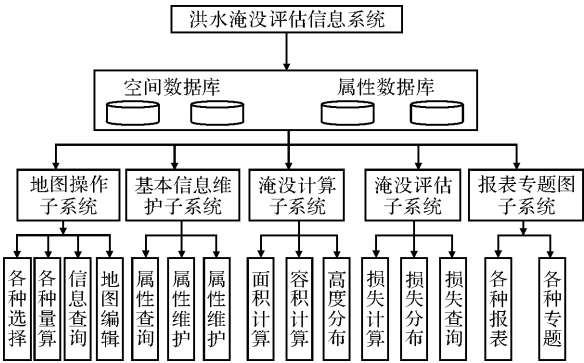 洪水淹没评估信息系统
空间数据库
属性数据库
地图操作
子系统
基本信息维
护子系统
淹没计算
子系统
淹没评估
子系统
报表专题图
子系统
各种选择
各种量算
信息查询
地图编辑
属性查询
属性维护
属性维护
面积计算
容积计算
高度分布
损失计算
损失分布
损失查询
各种报表
各种专题